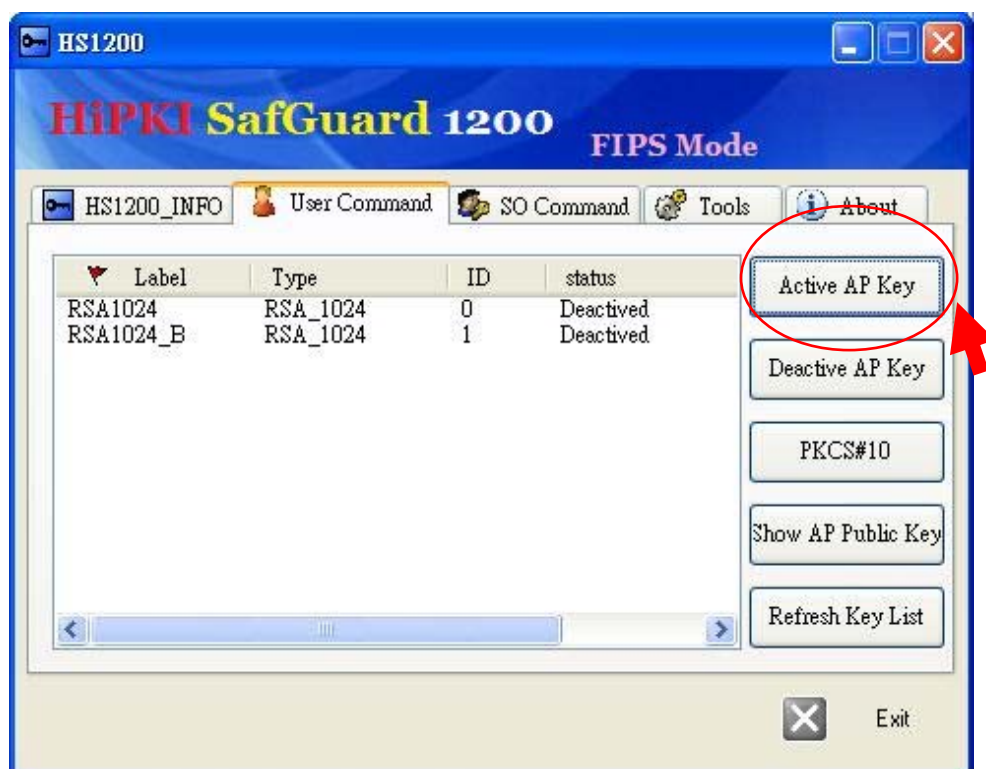 HS1200
HiPKI SafGuard 1200
FIPS Mode
HS1200_INFO User Command SO Command Tools About
Label Type ID status
RSA1024 RSA_1024 0 Deactived
RSA1024_B RSA_1024 1 Deactived
Active AP Key
Deactive AP Key
PKCS#10
Show AP Public Key
Refresh Key List
Exit